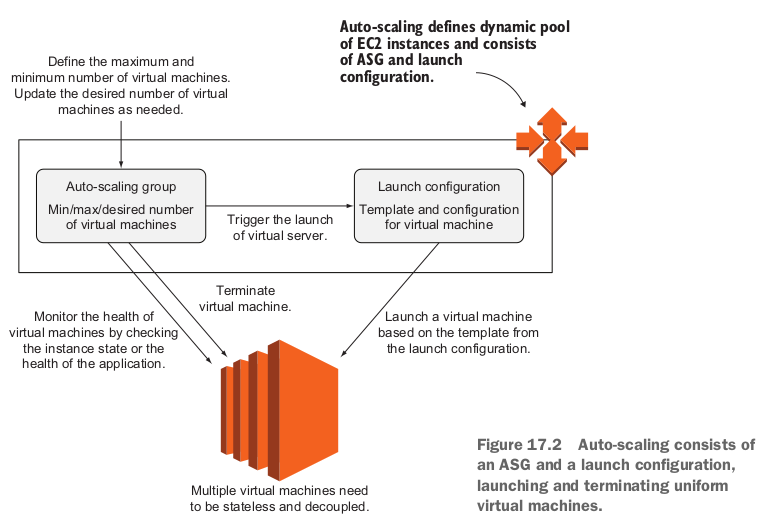 Auto-scaling defines dynamic pool
of EC2 instances and consists
of ASG and launch
configuration.
Define the maximum and
minimum number of virtual machines.
Update the desired number of virtual
machines as needed.
Auto-scaling group
Min/max/desired number
of virtual machines
Trigger the launch
of virtual server.
Launch configuration
Template and configuration
for virtual machine
Terminate
virtual machine.
Monitor the health of
virtual machines by checking
the instance state or the
health of the application.
Launch a virtual machine
based on the template from
the launch configuration.
Multiple virtual machines need
to be stateless and decoupled.
Figure 17.2 Auto-scaling consists of
an ASG and a launch configuration,
launching and terminating uniform
virtual machines.